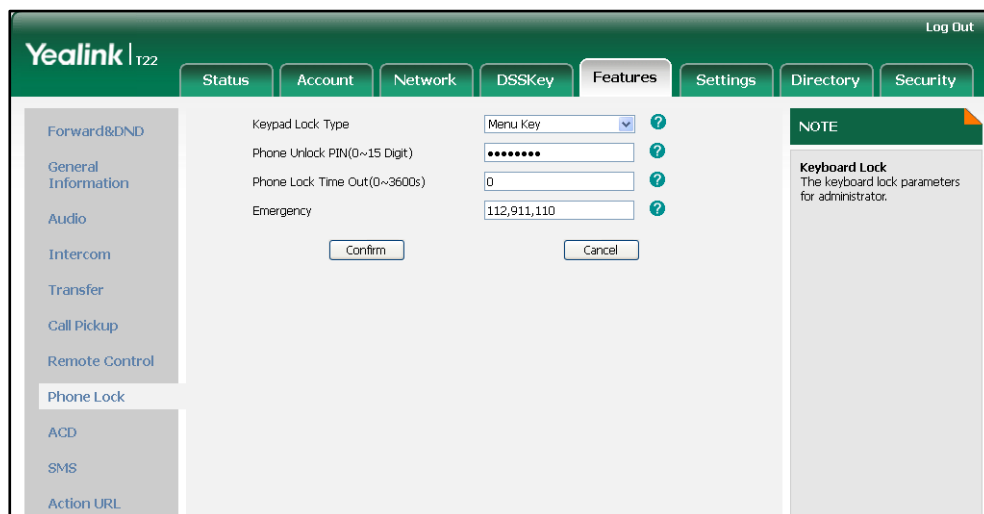 Log Out
Yealink T22
Status Account Network DSSKey Features Settings Directory Security
Forward&DND
General
Information
Audio
Intercom
Transfer
Call Pickup
Remote Control
Phone Lock
ACD
SMS
Action URL
Keypad Lock Type Menu Key ?
Phone Unlock PIN(0~15 Digit) •••••••• ?
Phone Lock Time Out(0~3600s) 0 ?
Emergency 112,911,110 ?
Confirm Cancel
NOTE
Keyboard Lock
The keyboard lock parameters
for administrator.